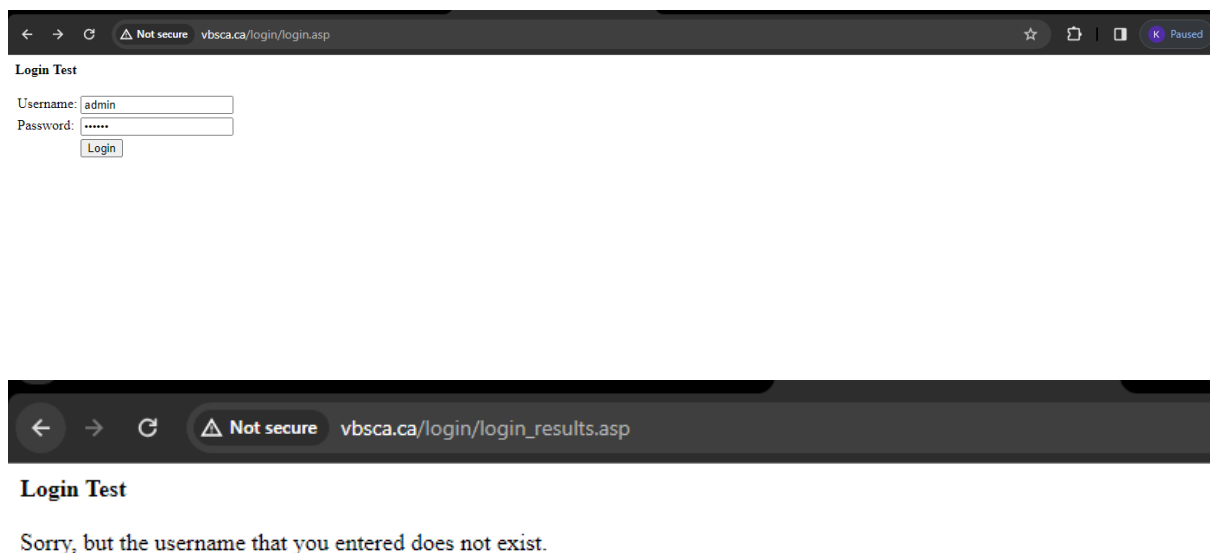 Not secure vbsca.ca/login/login.asp K Paused
Login Test
Username: admin
Password: ••••••
Login
Not secure vbsca.ca/login/login_results.asp
Login Test
Sorry, but the username that you entered does not exist.